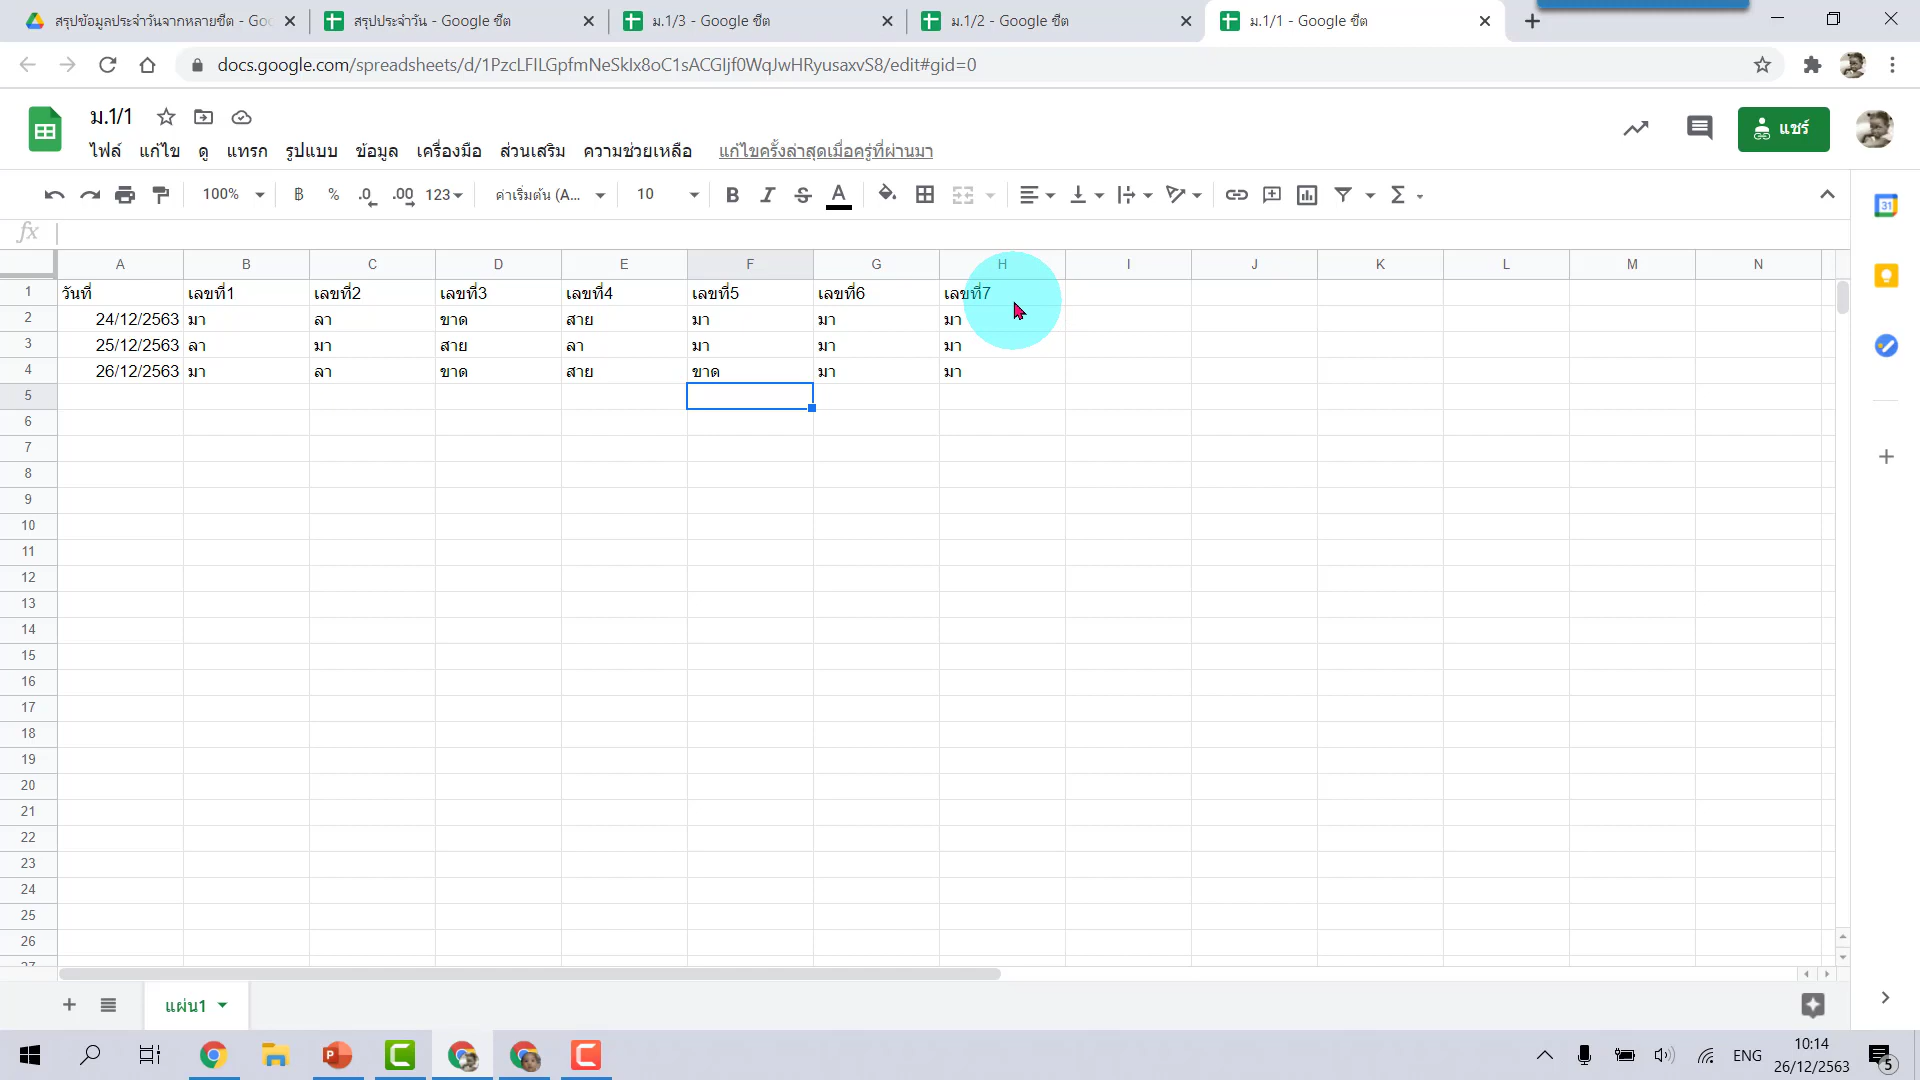 สรุปข้อมูลประจำวันจากหลายชีต - Goo
สรุปประจำวัน - Google ชีต
ม.1/3 - Google ชีต
ม.1/2 - Google ชีต
ม.1/1 - Google ชีต
docs.google.com/spreadsheets/d/1PzcLFILGpfmNeSkIx8oC1sACGIjf0WqJwHRyusaxvS8/edit#gid=0
ม.1/1
แชร์
ไฟล์ แก้ไข ดู แทรก รูปแบบ ข้อมูล เครื่องมือ ส่วนเสริม ความช่วยเหลือ แก้ไขครั้งล่าสุดเมื่อครู่ที่ผ่านมา
100% ฿ % .0 .00 123 ค่าเริ่มต้น (A... 10 B I S A Σ
31
fx
A B C D E F G H I J K L M N
1 วันที่ เลขที่1 เลขที่2 เลขที่3 เลขที่4 เลขที่5 เลขที่6 เลขที่7
2 24/12/2563 มา ลา ขาด สาย มา มา มา
3 25/12/2563 ลา มา สาย ลา มา มา มา
4 26/12/2563 มา ลา ขาด สาย ขาด มา มา
5
6
7
8
9
10
11
12
13
14
15
16
17
18
19
20
21
22
23
24
25
26
27
แผ่น1
ENG
10:14
26/12/2563
5